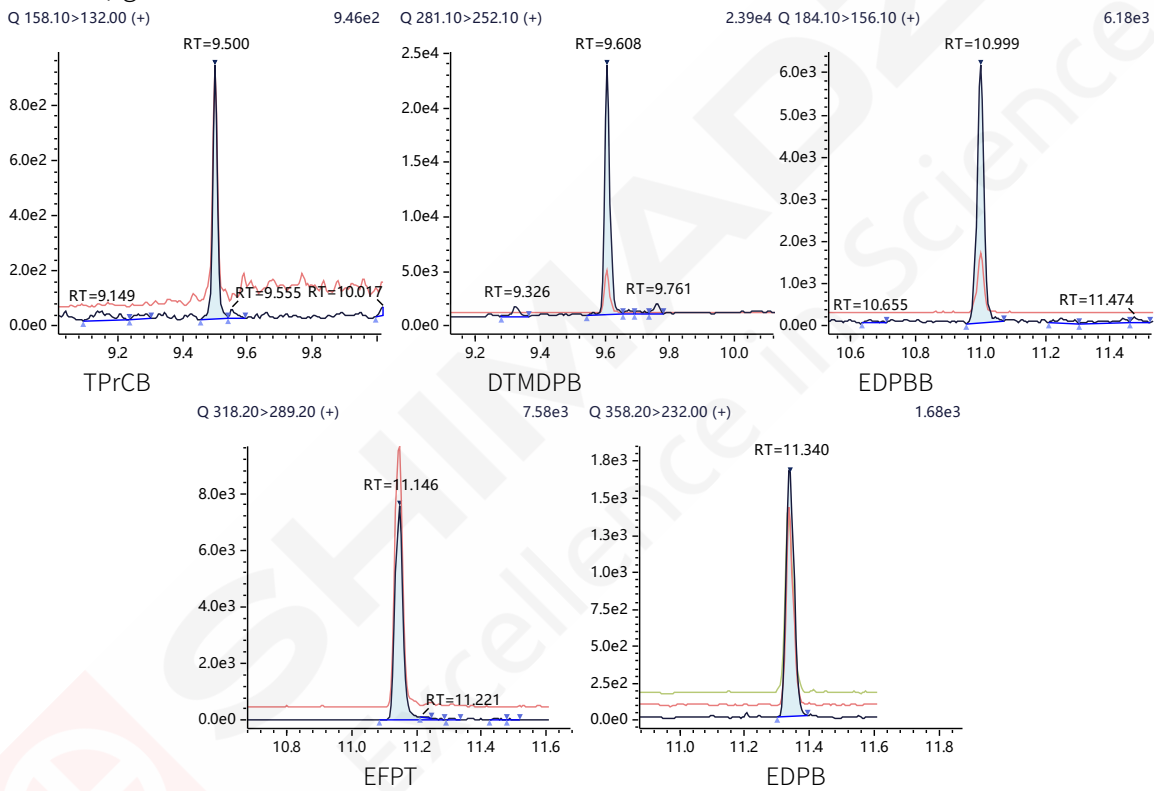 Q 158.10>132.00 (+) 9.46e2
RT=9.500
8.0e2
6.0e2
4.0e2
2.0e2
0.0e0
RT=9.149
RT=9.555
RT=10.017
9.2 9.4 9.6 9.8
TPrCB
Q 281.10>252.10 (+) 2.39e4
RT=9.608
2.5e4
2.0e4
1.5e4
1.0e4
5.0e3
0.0e0
RT=9.326
RT=9.761
9.2 9.4 9.6 9.8 10.0
DTMDPB
Q 184.10>156.10 (+) 6.18e3
RT=10.999
6.0e3
4.0e3
3.0e3
2.0e3
1.0e3
0.0e0
RT=10.655
RT=11.474
10.6 10.8 11.0 11.2 11.4
EDPBB
Q 318.20>289.20 (+) 7.58e3
RT=11.146
8.0e3
6.0e3
4.0e3
2.0e3
0.0e0
RT=11.221
10.8 11.0 11.2 11.4 11.6
EFPT
Q 358.20>232.00 (+) 1.68e3
RT=11.340
1.8e3
1.5e3
1.3e3
1.0e3
7.5e2
5.0e2
2.5e2
0.0e0
11.0 11.2 11.4 11.6 11.8
EDPB
SHIMADZ
Excellence in Science